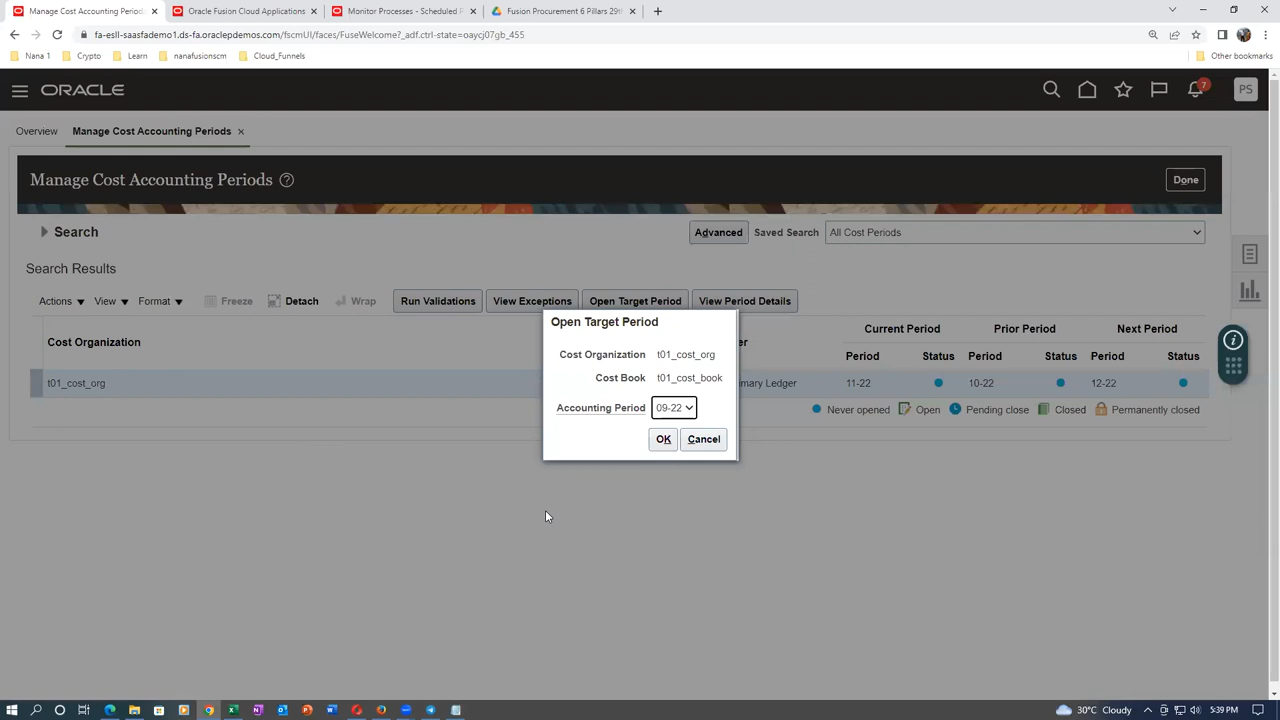 Manage Cost Accounting Periods
Oracle Fusion Cloud Applications
Monitor Processes - Scheduled P
Fusion Procurement 6 Pillars 29th
fa-esll-saasfademo1.ds-fa.oraclepdemos.com/fscmUI/faces/FuseWelcome?_adf.ctrl-state=oaycj07gb_455
Nana 1
Crypto
Learn
nanafusionscm
Cloud_Funnels
Other bookmarks
ORACLE
7
PS
Overview
Manage Cost Accounting Periods
Manage Cost Accounting Periods
Done
Search
Advanced
Saved Search
All Cost Periods
Search Results
Actions
View
Format
Freeze
Detach
Wrap
Run Validations
View Exceptions
Open Target Period
View Period Details
Cost Organization
er
Current Period
Prior Period
Next Period
Period
Status
Period
Status
Period
Status
t01_cost_org
mary Ledger
11-22
10-22
12-22
Never opened
Open
Pending close
Closed
Permanently closed
Open Target Period
Cost Organization t01_cost_org
Cost Book t01_cost_book
Accounting Period 09-22
OK
Cancel
30°C Cloudy
5:39 PM